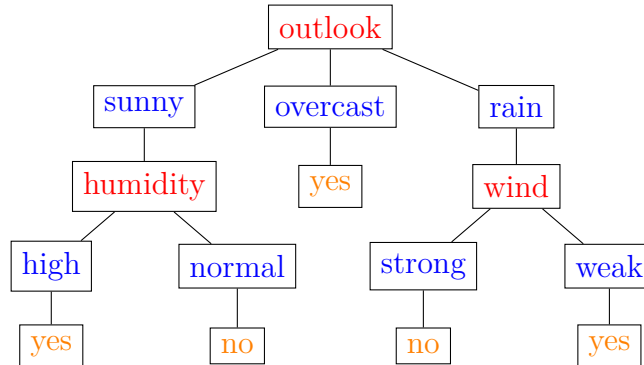 outlook
sunny overcast rain
humidity yes wind
high normal strong weak
yes no no yes